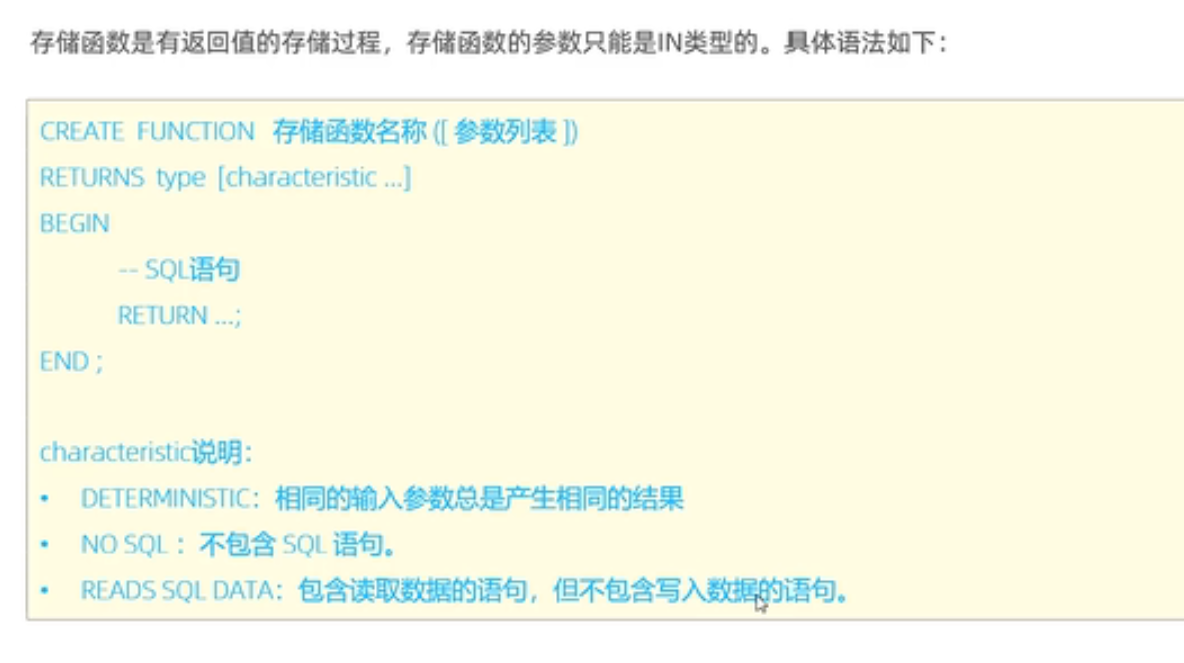 存储函数是有返回值的存储过程，存储函数的参数只能是IN类型的。具体语法如下：
CREATE FUNCTION 存储函数名称 ([ 参数列表 ])
RETURNS type [characteristic ...]
BEGIN
-- SQL语句
RETURN ...;
END ;
characteristic说明：
• DETERMINISTIC：相同的输入参数总是产生相同的结果
• NO SQL ：不包含 SQL 语句。
• READS SQL DATA：包含读取数据的语句，但不包含写入数据的语句。